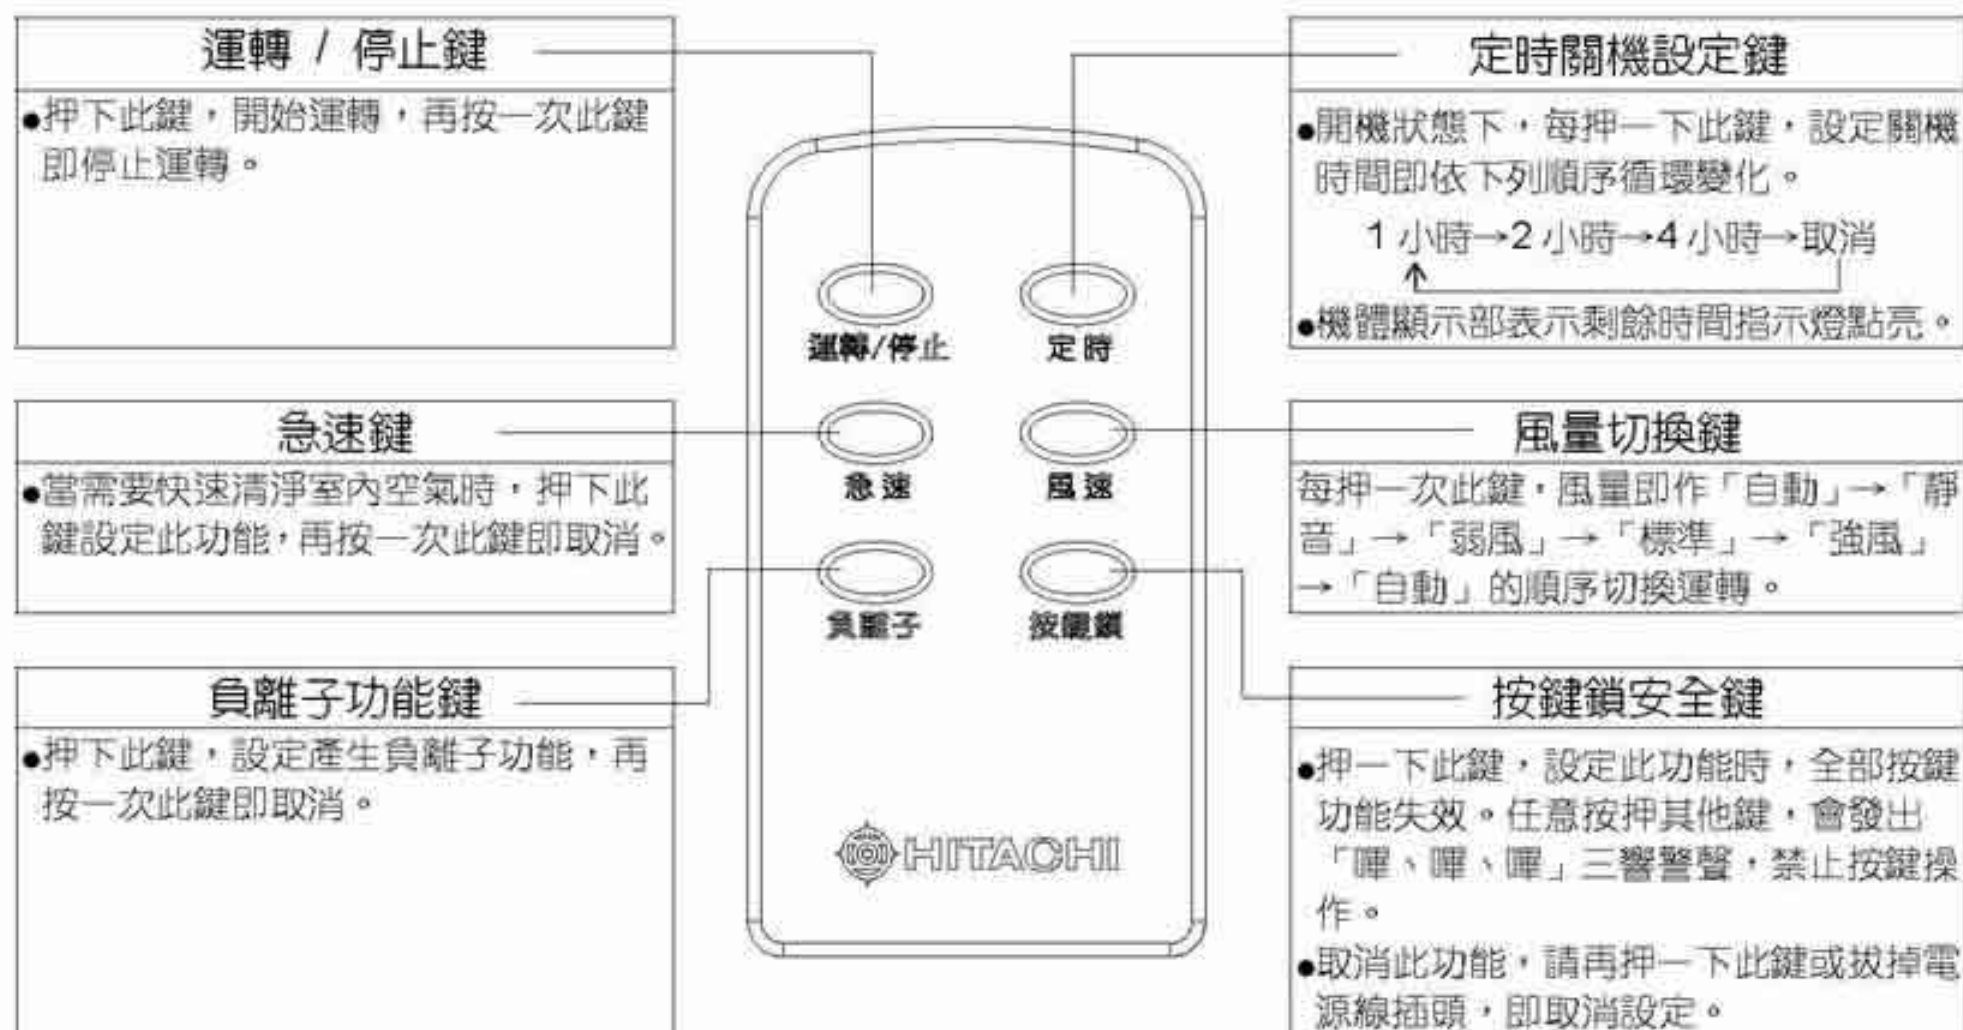 運轉 / 停止鍵
●押下此鍵，開始運轉，再按一次此鍵
即停止運轉。
急速鍵
●當需要快速清淨室內空氣時，押下此
鍵設定此功能，再按一次此鍵即取消。
負離子功能鍵
●押下此鍵，設定產生負離子功能，再
按一次此鍵即取消。
運轉/停止
定時
急速
風速
負離子
按鍵鎖
HITACHI
定時關機設定鍵
●開機狀態下，每押一下此鍵，設定關機
時間即依下列順序循環變化。
1 小時→2 小時→4 小時→取消
●機體顯示部表示剩餘時間指示燈點亮。
風量切換鍵
每押一次此鍵，風量即作「自動」→「靜
音」→「弱風」→「標準」→「強風」
→「自動」的順序切換運轉。
按鍵鎖安全鍵
●押一下此鍵，設定此功能時，全部按鍵
功能失效。任意按押其他鍵，會發出
「嗶、嗶、嗶」三響警聲，禁止按鍵操
作。
●取消此功能，請再押一下此鍵或拔掉電
源線插頭，即取消設定。